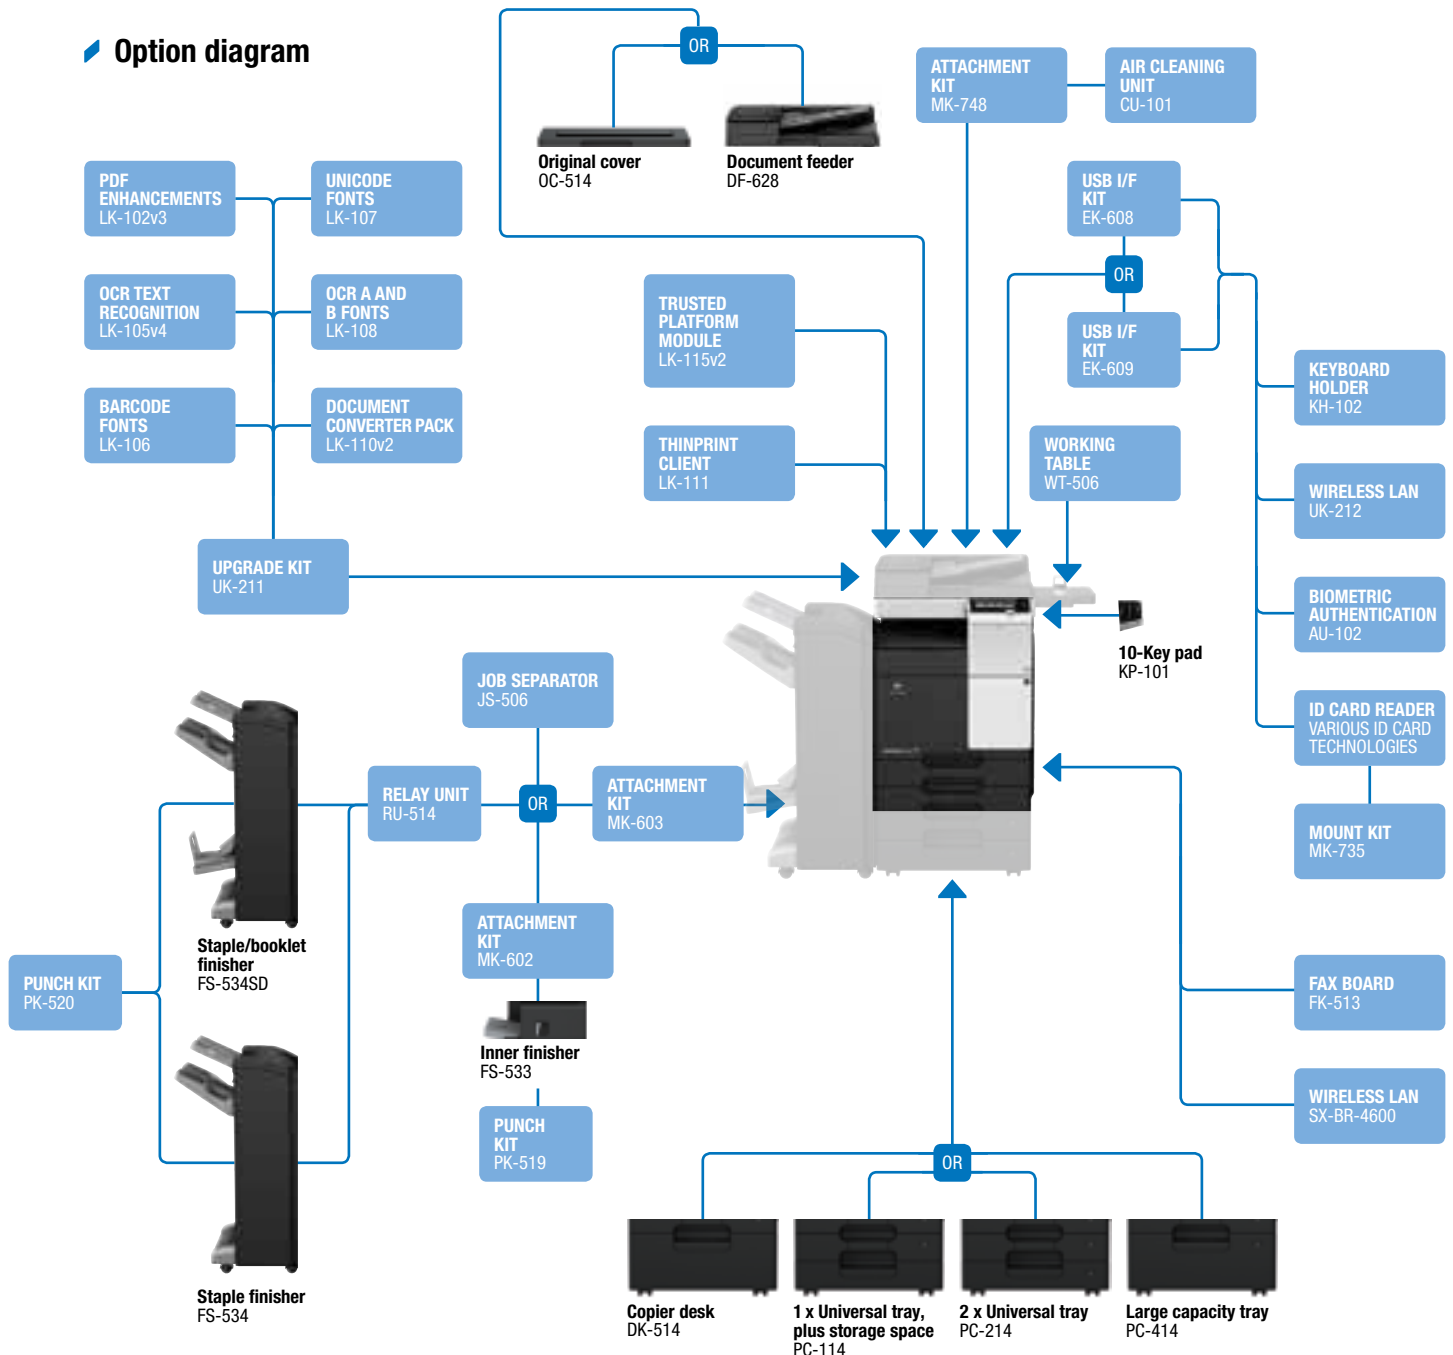 Option diagram
OR
Original cover
OC-514
Document feeder
DF-628
ATTACHMENT
KIT
MK-748
AIR CLEANING
UNIT
CU-101
PDF
ENHANCEMENTS
LK-102v3
UNICODE
FONTS
LK-107
USB I/F
KIT
EK-608
OCR TEXT
RECOGNITION
LK-105v4
OCR A AND
B FONTS
LK-108
TRUSTED
PLATFORM
MODULE
LK-115v2
OR
USB I/F
KIT
EK-609
KEYBOARD
HOLDER
KH-102
BARCODE
FONTS
LK-106
DOCUMENT
CONVERTER PACK
LK-110v2
THINPRINT
CLIENT
LK-111
WORKING
TABLE
WT-506
WIRELESS LAN
UK-212
UPGRADE KIT
UK-211
BIOMETRIC
AUTHENTICATION
AU-102
10-Key pad
KP-101
JOB SEPARATOR
JS-506
ID CARD READER
VARIOUS ID CARD
TECHNOLOGIES
RELAY UNIT
RU-514
OR
ATTACHMENT
KIT
MK-603
MOUNT KIT
MK-735
ATTACHMENT
KIT
MK-602
Staple/booklet
finisher
FS-534SD
PUNCH KIT
PK-520
FAX BOARD
FK-513
Inner finisher
FS-533
WIRELESS LAN
SX-BR-4600
PUNCH
KIT
PK-519
OR
Staple finisher
FS-534
Copier desk
DK-514
1 x Universal tray,
plus storage space
PC-114
2 x Universal tray
PC-214
Large capacity tray
PC-414